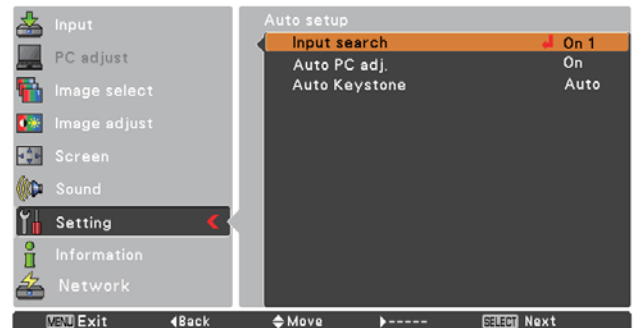 Input
PC adjust
Image select
Image adjust
Screen
Sound
Setting
Information
Network
Auto setup
Input search On 1
Auto PC adj. On
Auto Keystone Auto
MENU Exit Back Move ----- SELECT Next